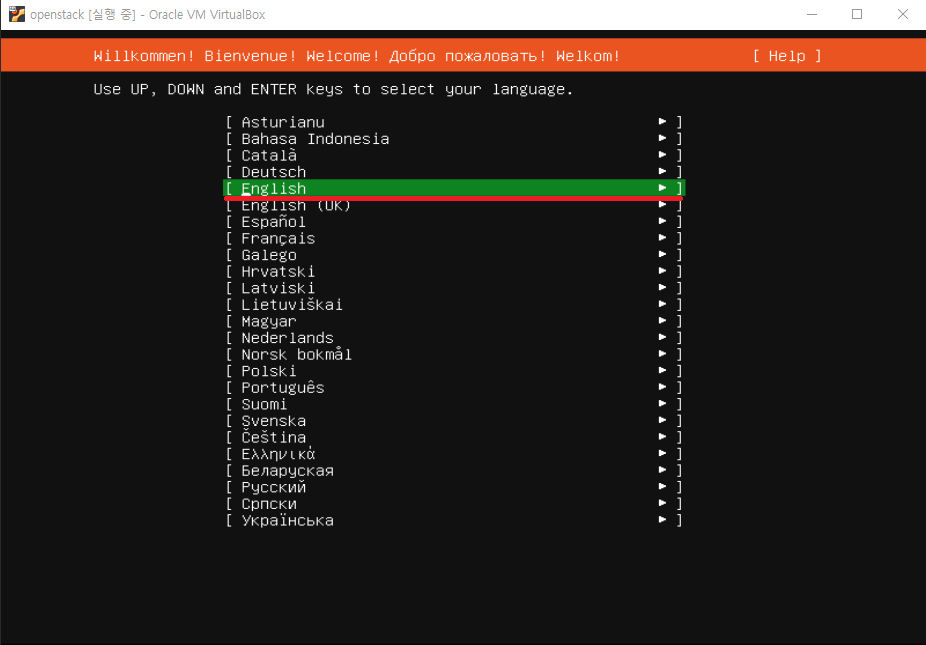 openstack [실행 중] - Oracle VM VirtualBox
Willkommen! Bienvenue! Welcome! Добро пожаловать! Welkom! [ Help ]
Use UP, DOWN and ENTER keys to select your language.
[ Asturianu ► ]
[ Bahasa Indonesia ► ]
[ Català ► ]
[ Deutsch ► ]
[ English ► ]
[ English (UK) ► ]
[ Español ► ]
[ Français ► ]
[ Galego ► ]
[ Hrvatski ► ]
[ Latviski ► ]
[ Lietuviškai ► ]
[ Magyar ► ]
[ Nederlands ► ]
[ Norsk bokmål ► ]
[ Polski ► ]
[ Português ► ]
[ Suomi ► ]
[ Svenska ► ]
[ Čeština ► ]
[ Ελληνικά ► ]
[ Беларуская ► ]
[ Русский ► ]
[ Српски ► ]
[ Українська ► ]